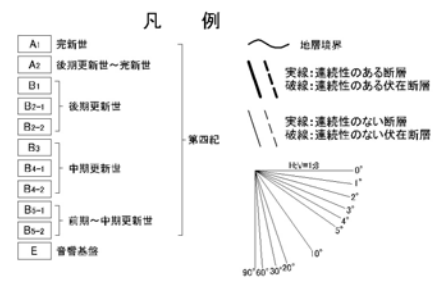 凡 例
A1 完新世
A2 後期更新世～完新世
B1
B2-1 後期更新世
B2-2
B3
B4-1 中期更新世
B4-2
B5-1
B5-2 前期～中期更新世
E 音響基盤
第四紀
地層境界
実線:連続性のある断層
破線:連続性のある伏在断層
実線:連続性のない断層
破線:連続性のない伏在断層
0°
1°
2°
3°
4°
5°
10°
20°
30°
60°
90°